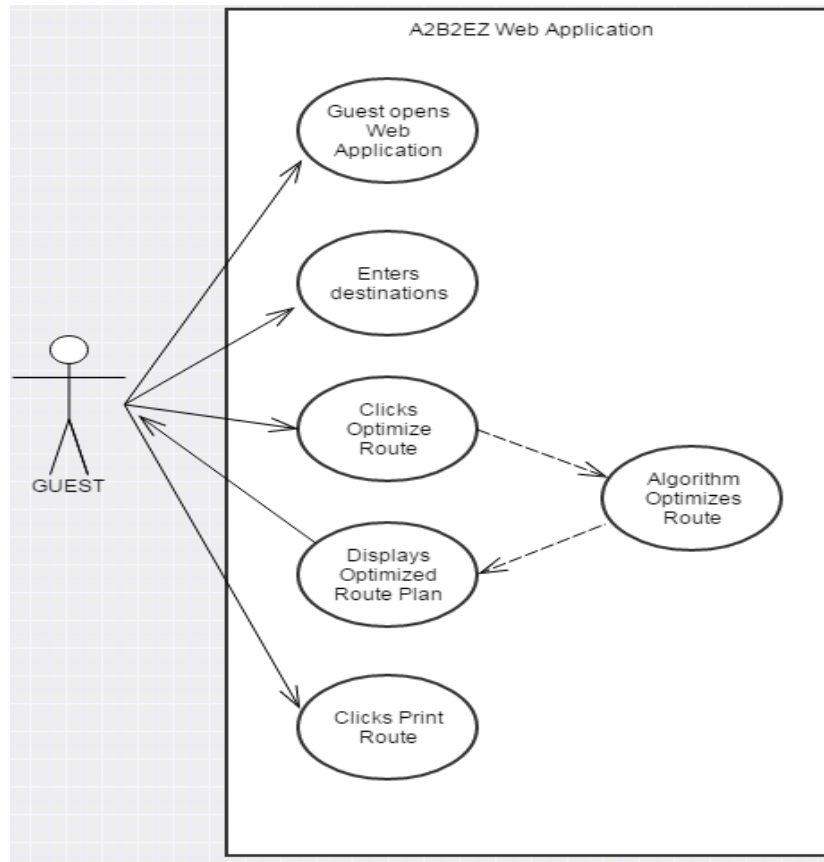 A2B2EZ Web Application
Guest opens
Web
Application
Enters
destinations
Clicks
Optimize
Route
Algorithm
Optimizes
Route
GUEST
Displays
Optimized
Route Plan
Clicks Print
Route